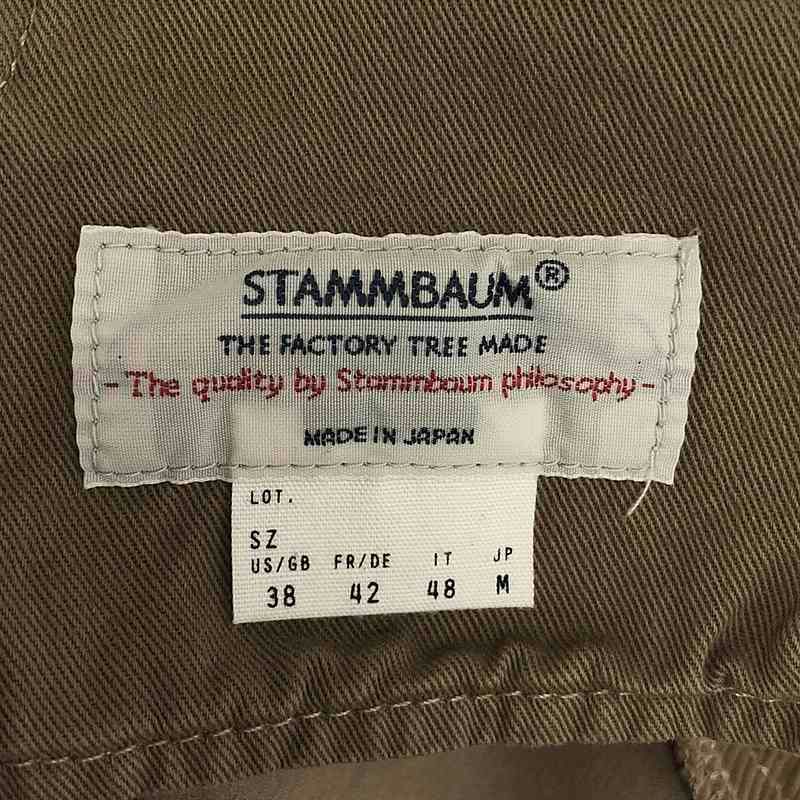 STAMMBAUM®
THE FACTORY TREE MADE
-The quality by Stammbaum philosophy-
MADE IN JAPAN
LOT.
SZ
US/GB FR/DE IT JP
38 42 48 M